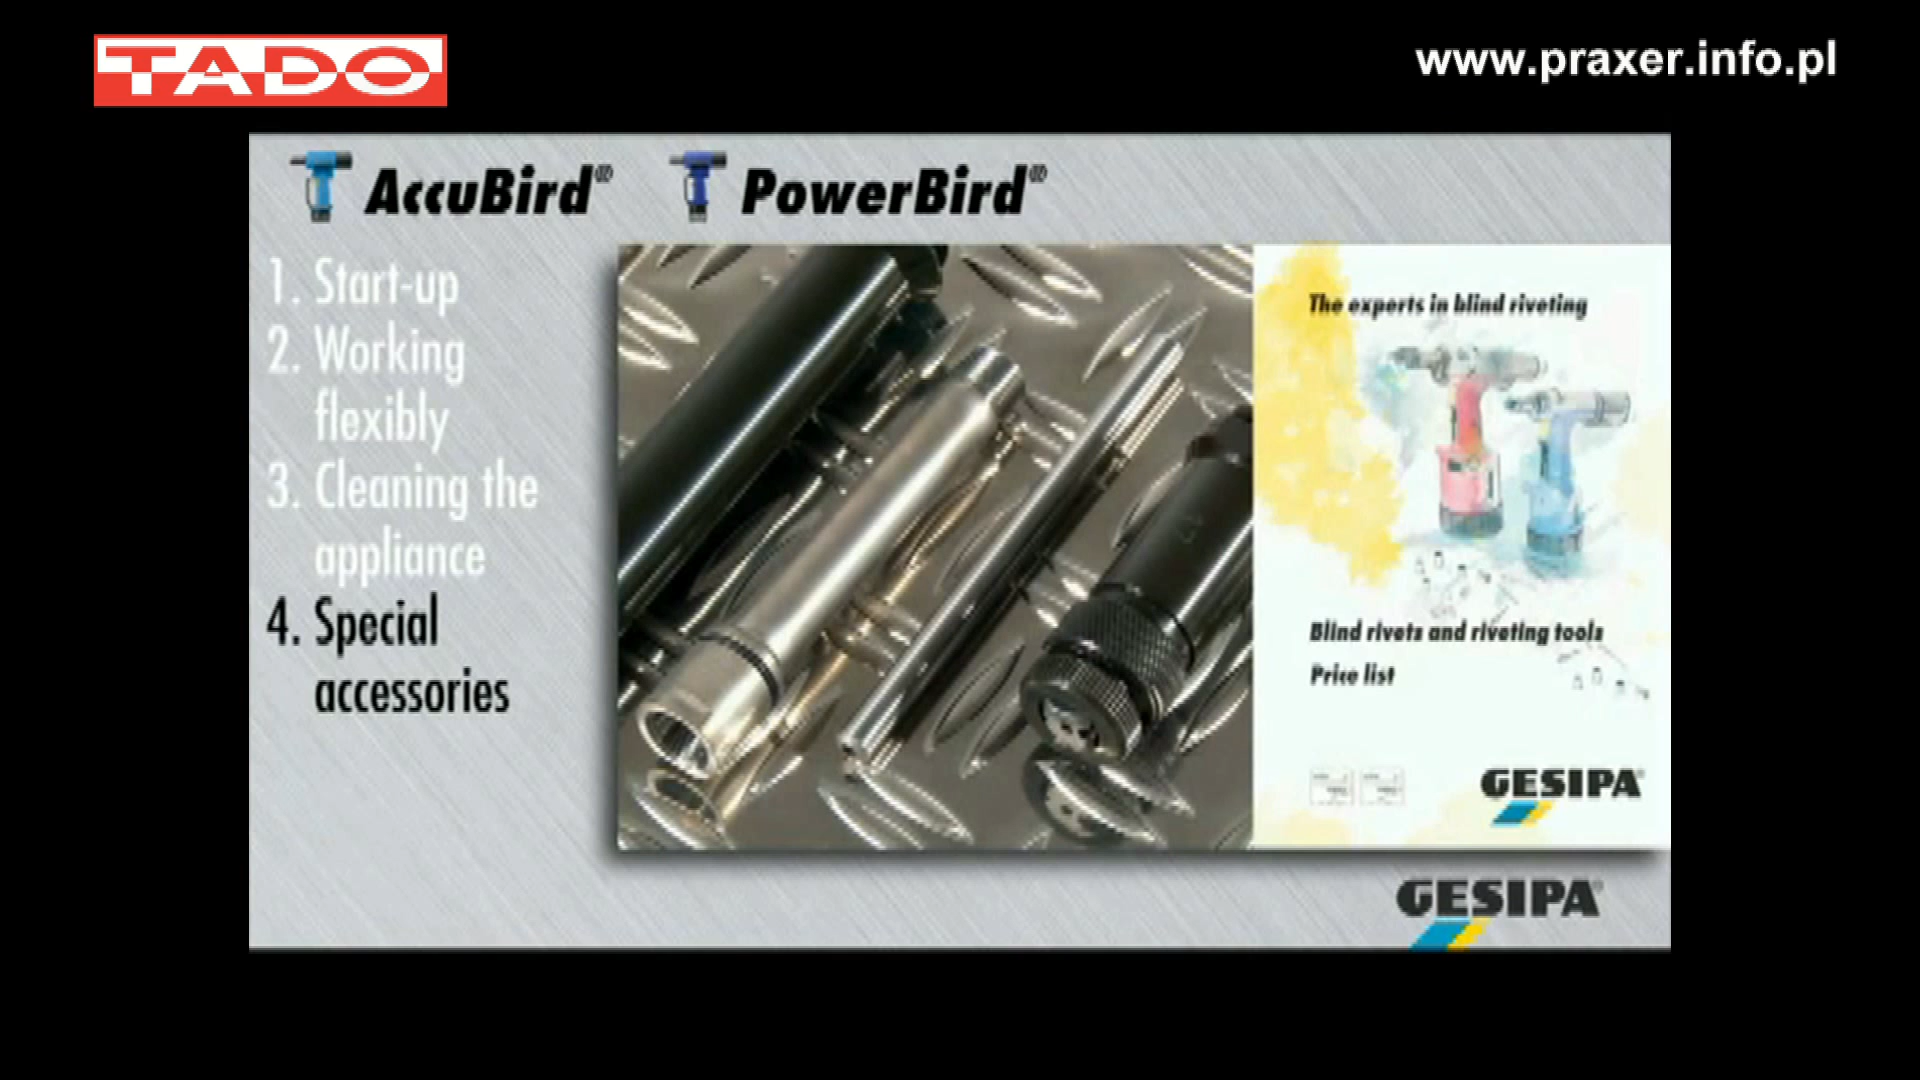 TADO
www.praxer.info.pl
AccuBird®
PowerBird®
1. Start-up
2. Working
flexibly
3. Cleaning the
appliance
4. Special
accessories
The experts in blind riveting
Blind rivets and riveting tools
Price list
GESIPA®
GESIPA®